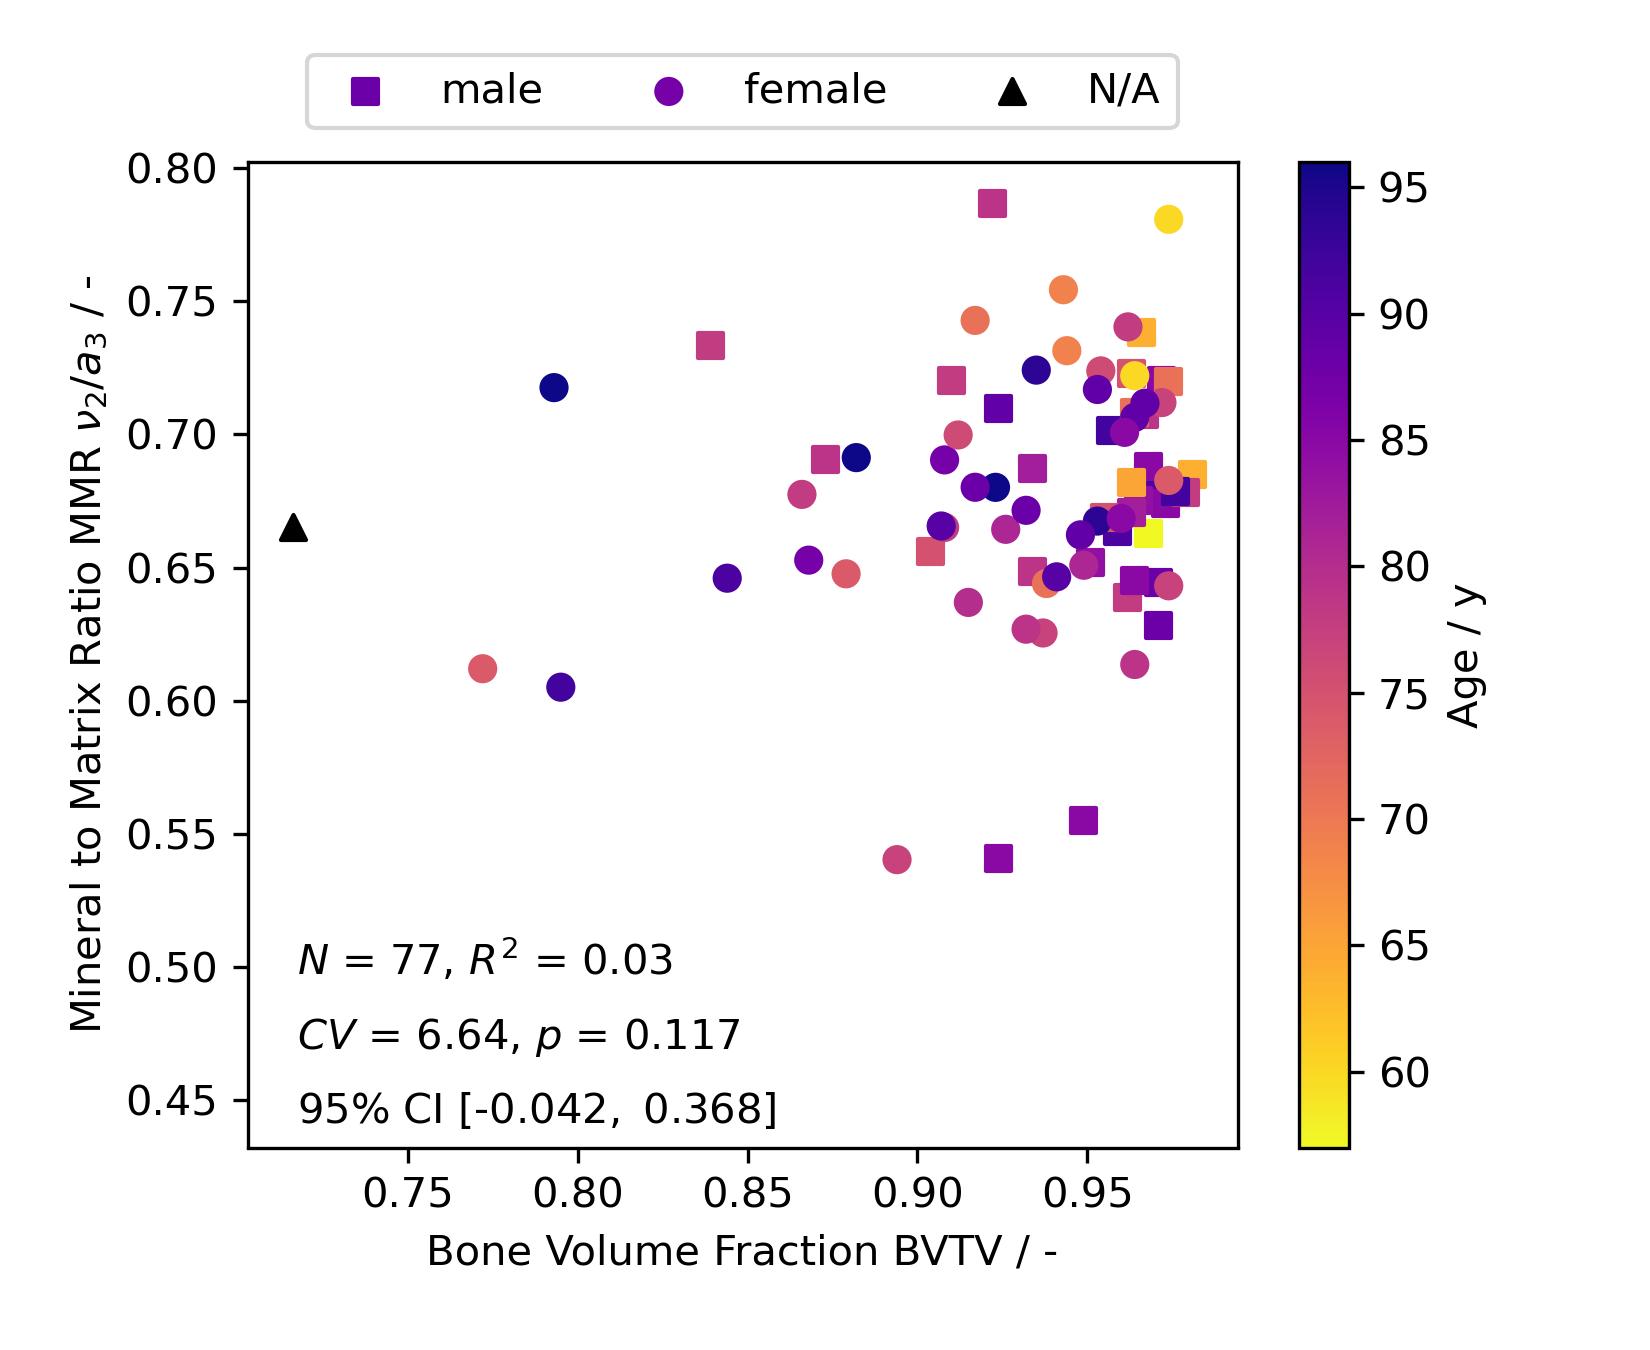 male female N/A
0.80
0.75
0.70
0.65
0.60
0.55
0.50
0.45
Mineral to Matrix Ratio MMR ν₂/a₃ / -
N = 77, R² = 0.03
CV = 6.64, p = 0.117
95% CI [-0.042, 0.368]
0.75 0.80 0.85 0.90 0.95
Bone Volume Fraction BVTV / -
95
90
85
80
75
70
65
60
Age / y